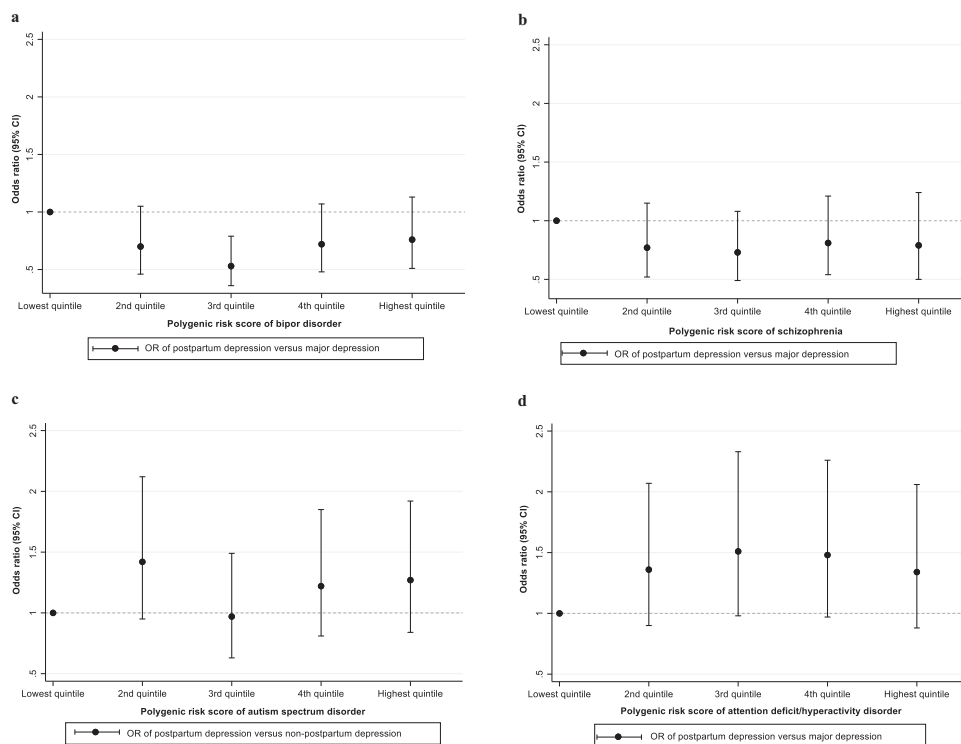 a
Odds ratio (95% CI)
2.5
2
1.5
1
.5
Lowest quintile 2nd quintile 3rd quintile 4th quintile Highest quintile
Polygenic risk score of bipor disorder
OR of postpartum depression versus major depression
b
Odds ratio (95% CI)
2.5
2
1.5
1
.5
Lowest quintile 2nd quintile 3rd quintile 4th quintile Highest quintile
Polygenic risk score of schizophrenia
OR of postpartum depression versus major depression
c
Odds ratio (95% CI)
2.5
2
1.5
1
.5
Lowest quintile 2nd quintile 3rd quintile 4th quintile Highest quintile
Polygenic risk score of autism spectrum disorder
OR of postpartum depression versus non-postpartum depression
d
Odds ratio (95% CI)
2.5
2
1.5
1
.5
Lowest quintile 2nd quintile 3rd quintile 4th quintile Highest quintile
Polygenic risk score of attention deficit/hyperactivity disorder
OR of postpartum depression versus major depression